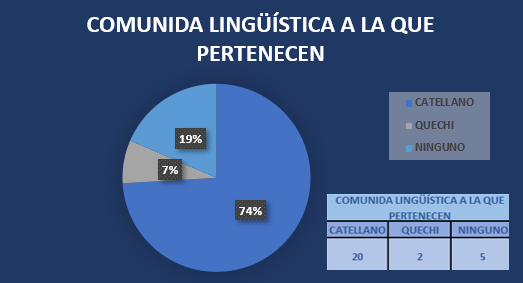 COMUNIDA LINGÜÍSTICA A LA QUE
PERTENECEN
19%
7%
74%
CATELLANO
QUECHI
NINGUNO
COMUNIDA LINGÜÍSTICA A LA QUE
PERTENECEN
CATELLANO QUECHI NINGUNO
20 2 5